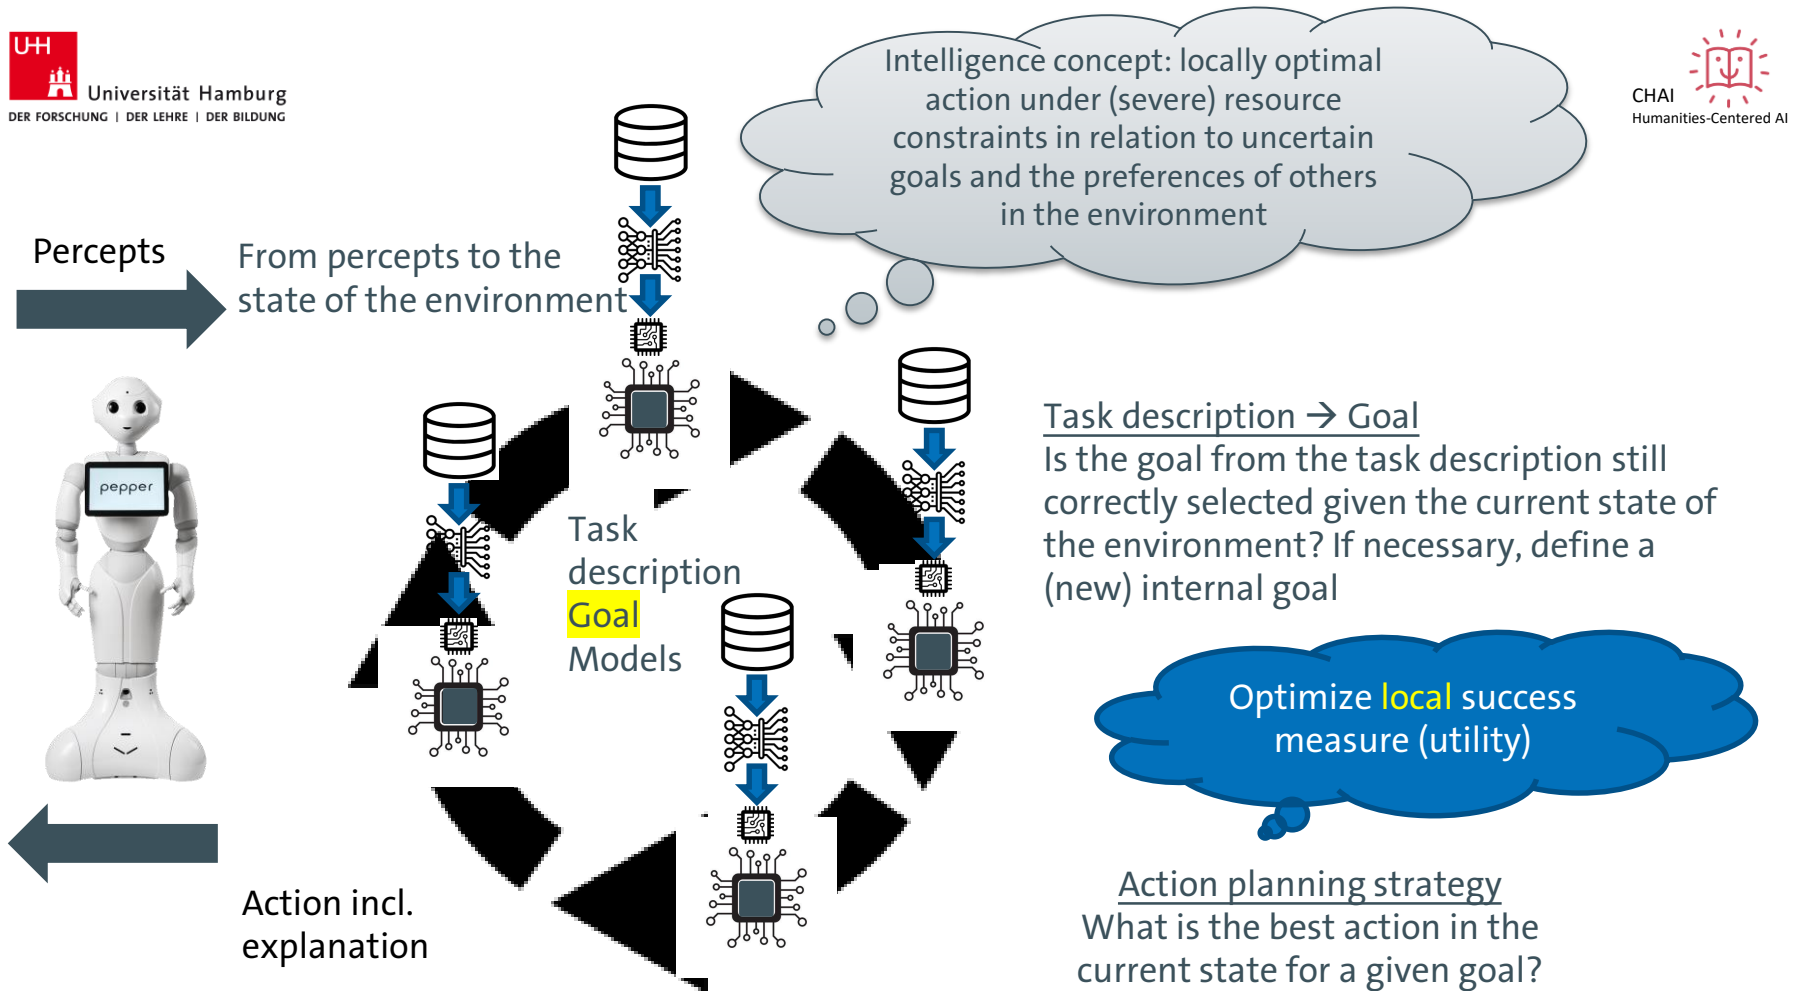 UHH
Universität Hamburg
DER FORSCHUNG | DER LEHRE | DER BILDUNG
Intelligence concept: locally optimal
action under (severe) resource
constraints in relation to uncertain
goals and the preferences of others
in the environment
CHAI
Humanities-Centered AI
Percepts
From percepts to the
state of the environment
pepper
Task
description
Goal
Models
Task description → Goal
Is the goal from the task description still
correctly selected given the current state of
the environment? If necessary, define a
(new) internal goal
Optimize local success
measure (utility)
Action incl.
explanation
Action planning strategy
What is the best action in the
current state for a given goal?